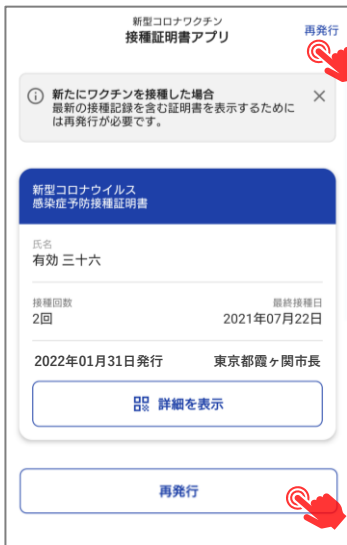 新型コロナワクチン
接種証明書アプリ
再発行
新たにワクチンを接種した場合
最新の接種記録を含む証明書を表示するために
は再発行が必要です。
新型コロナウイルス
感染症予防接種証明書
氏名
有効 三十六
接種回数
最終接種日
2回
2021年07月22日
2022年01月31日発行
東京都霞ヶ関市長
詳細を表示
再発行